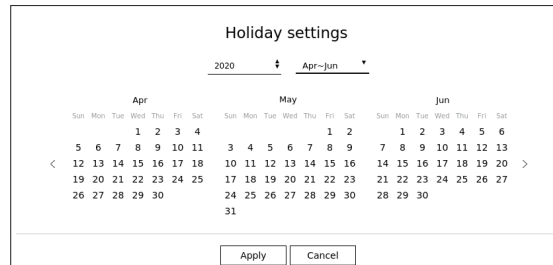 Holiday settings
2020 Apr~Jun
Apr May Jun
Sun Mon Tue Wed Thu Fri Sat Sun Mon Tue Wed Thu Fri Sat Sun Mon Tue Wed Thu Fri Sat
1 2 3 4 1 2 1 2 3 4 5 6
5 6 7 8 9 10 11 3 4 5 6 7 8 9 7 8 9 10 11 12 13
12 13 14 15 16 17 18 10 11 12 13 14 15 16 14 15 16 17 18 19 20
19 20 21 22 23 24 25 17 18 19 20 21 22 23 21 22 23 24 25 26 27
26 27 28 29 30 24 25 26 27 28 29 30 28 29 30
31
Apply Cancel